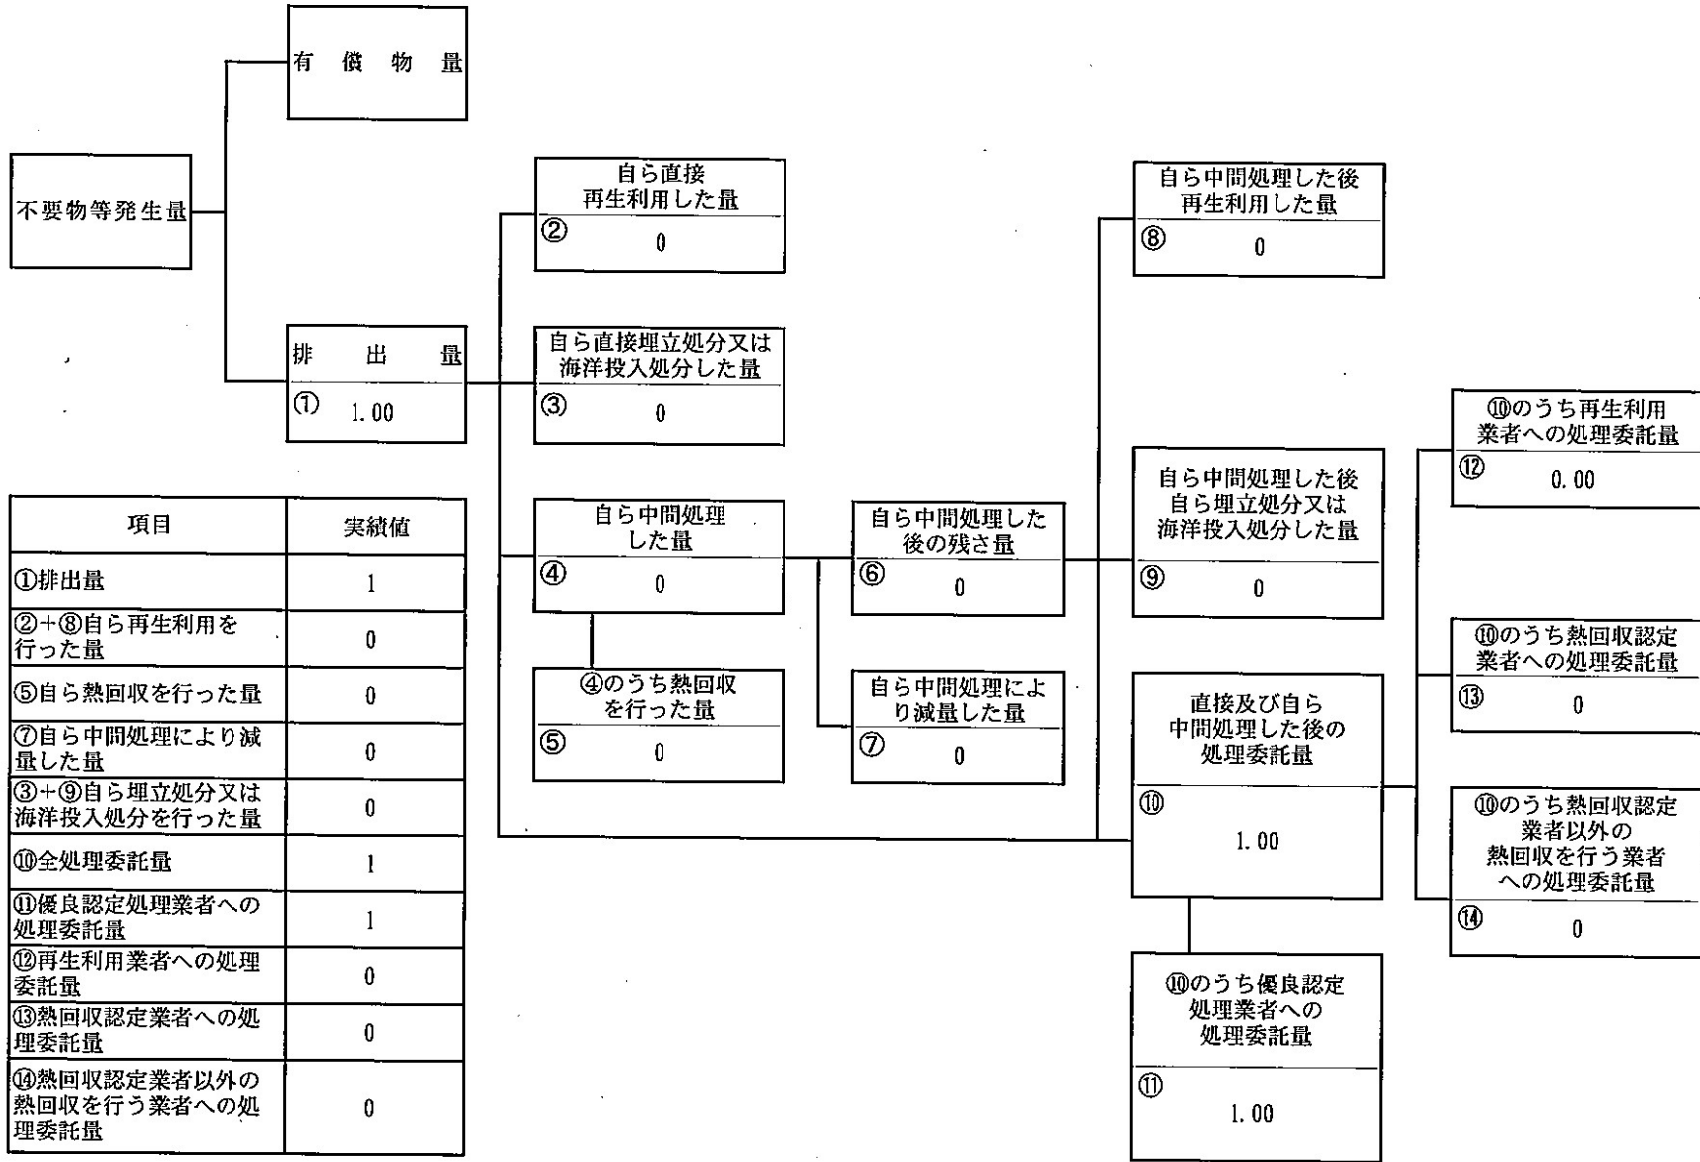 有償物量
不要物等発生量
排出量
① 1.00
自ら直接
再生利用した量
② 0
自ら直接埋立処分又は
海洋投入処分した量
③ 0
自ら中間処理
した量
④ 0
④のうち熱回収
を行った量
⑤ 0
自ら中間処理した
後の残さ量
⑥ 0
自ら中間処理によ
り減量した量
⑦ 0
自ら中間処理した後
再生利用した量
⑧ 0
自ら中間処理した後
自ら埋立処分又は
海洋投入処分した量
⑨ 0
直接及び自ら
中間処理した後の
処理委託量
⑩
1.00
⑩のうち優良認定
処理業者への
処理委託量
⑪
1.00
⑩のうち再生利用
業者への処理委託量
⑫ 0.00
⑩のうち熱回収認定
業者への処理委託量
⑬ 0
⑩のうち熱回収認定
業者以外の
熱回収を行う業者
への処理委託量
⑭ 0
項目 実績値
①排出量 1
②+⑧自ら再生利用を
行った量 0
⑤自ら熱回収を行った量 0
⑦自ら中間処理により減
量した量 0
③+⑨自ら埋立処分又は
海洋投入処分を行った量 0
⑩全処理委託量 1
⑪優良認定処理業者への
処理委託量 1
⑫再生利用業者への処理
委託量 0
⑬熱回収認定業者への処
理委託量 0
⑭熱回収認定業者以外の
熱回収を行う業者への処
理委託量 0